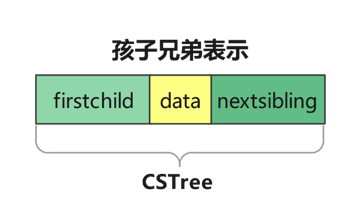 孩子兄弟表示
firstchild data nextsibling
CSTree